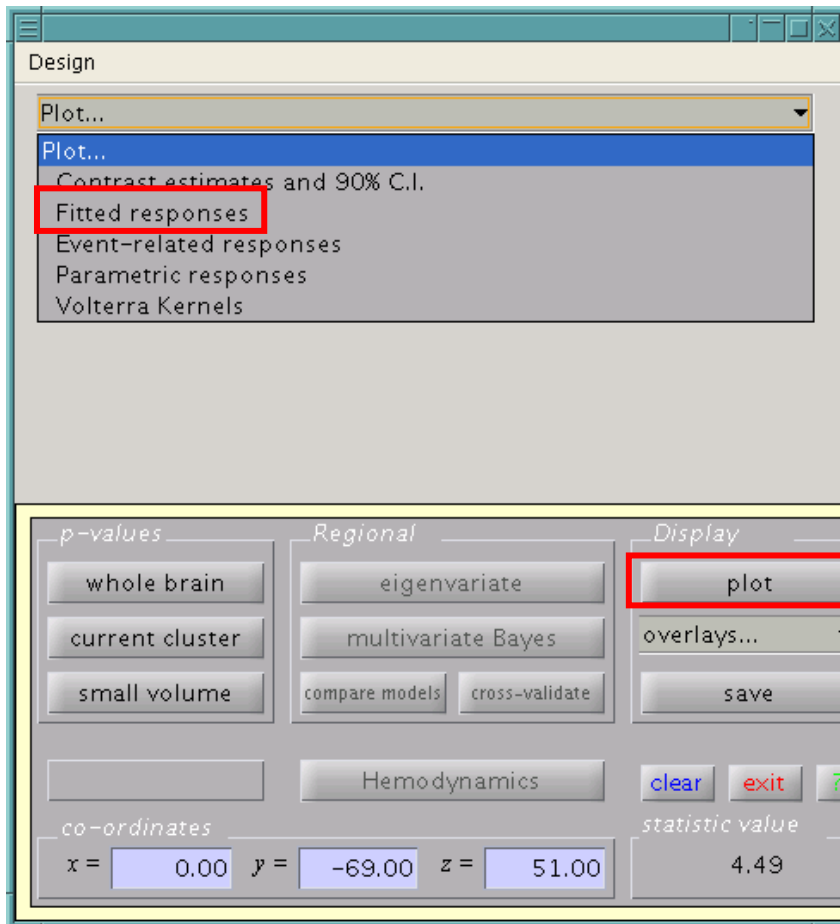 Design
Plot...
Plot...
Contrast estimates and 90% C.I.
Fitted responses
Event-related responses
Parametric responses
Volterra Kernels
p-values Regional Display
whole brain eigenvariate plot
current cluster multivariate Bayes overlays...
small volume compare models cross-validate save
Hemodynamics clear exit ?
co-ordinates statistic value
x = 0.00 y = -69.00 z = 51.00 4.49